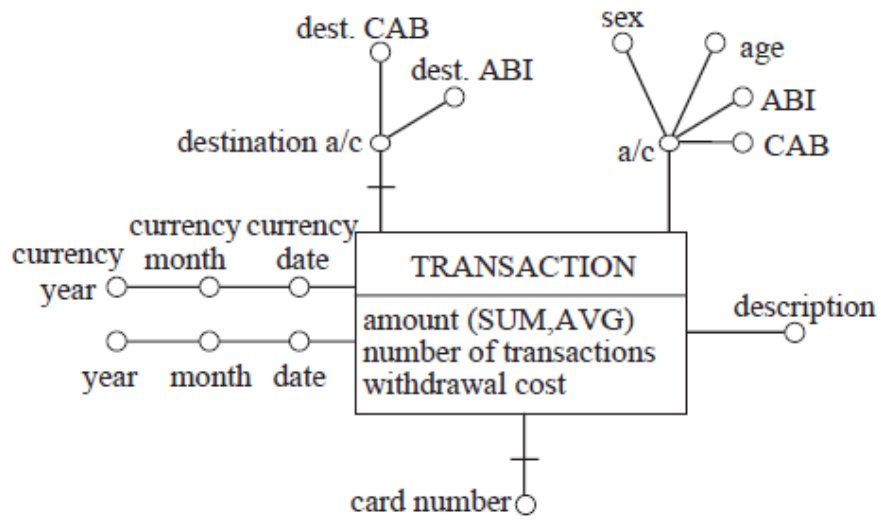 sex
dest. CAB
age
dest. ABI
ABI
destination a/c
a/c
CAB
currency
year
currency
month
currency
date
TRANSACTION
description
amount (SUM,AVG)
number of transactions
withdrawal cost
year
month
date
card number